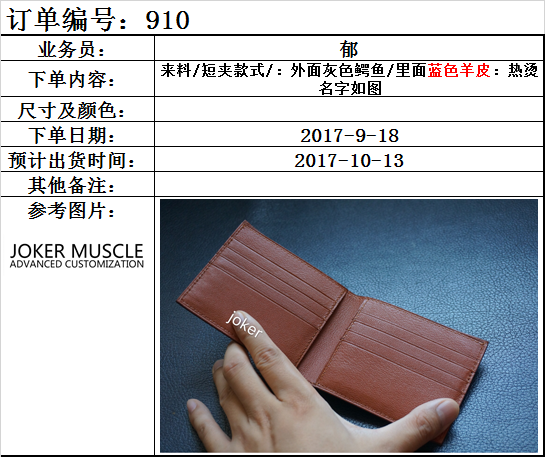 订单编号：910
业务员：
郁
下单内容：
来料/短夹款式/：外面灰色鳄鱼/里面蓝色羊皮：热烫
名字如图
尺寸及颜色：
下单日期：
2017-9-18
预计出货时间：
2017-10-13
其他备注：
参考图片：
JOKER MUSCLE
ADVANCED CUSTOMIZATION
joker